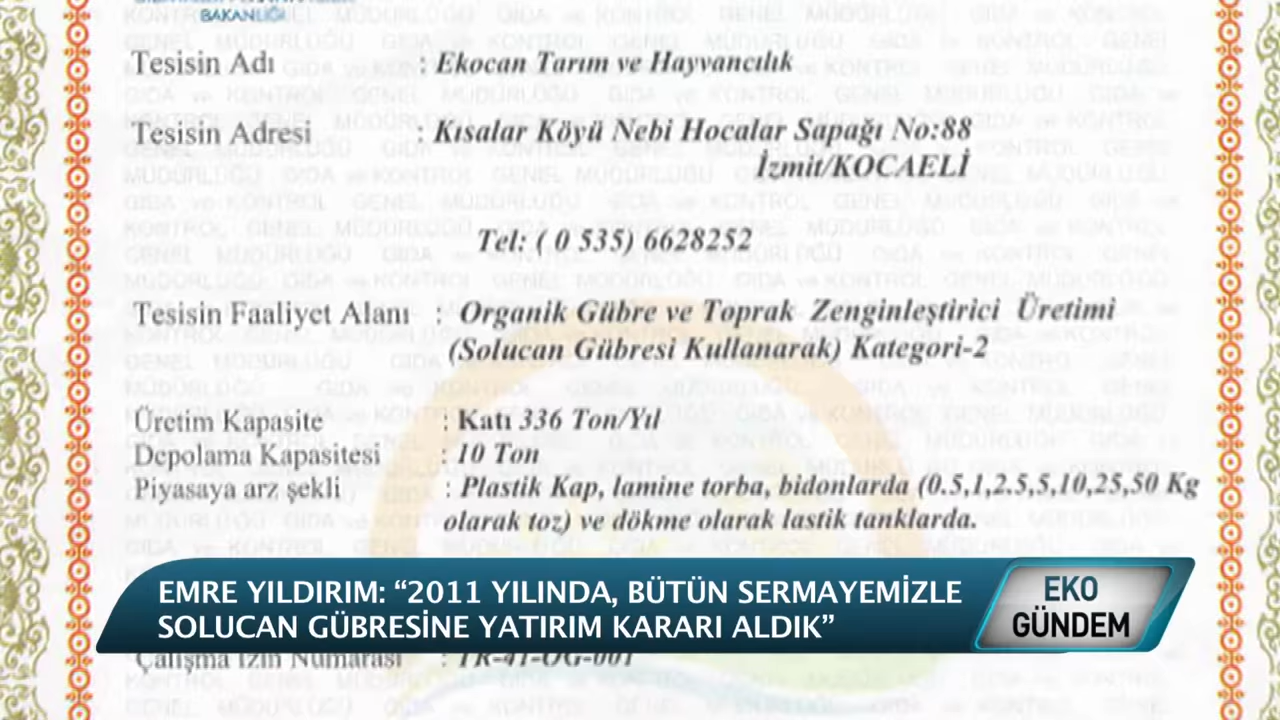 BAKANLIĞI
Tesisin Adı : Ekocan Tarım ve Hayvancılık
Tesisin Adresi : Kısalar Köyü Nebi Hocalar Sapağı No:88
İzmit/KOCAELİ
Tel: ( 0 535) 6628252
Tesisin Faaliyet Alanı : Organik Gübre ve Toprak Zenginleştirici Üretimi
(Solucan Gübresi Kullanarak) Kategori-2
Üretim Kapasite : Katı 336 Ton/Yıl
Depolama Kapasitesi : 10 Ton
Piyasaya arz şekli : Plastik Kap, lamine torba, bidonlarda (0.5,1,2.5,5,10,25,50 Kg
olarak toz) ve dökme olarak lastik tanklarda.
EMRE YILDIRIM: “2011 YILINDA, BÜTÜN SERMAYEMİZLE
SOLUCAN GÜBRESİNE YATIRIM KARARI ALDIK”
EKO
GÜNDEM
Çalışma İzin Numarası : TR-41-OG-001